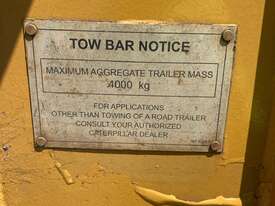 TOW BAR NOTICE
MAXIMUM AGGREGATE TRAILER MASS
4000 kg
FOR APPLICATIONS
OTHER THAN TOWING OF A ROAD TRAILER
CONSULT YOUR AUTHORIZED
CATERPILLAR DEALER